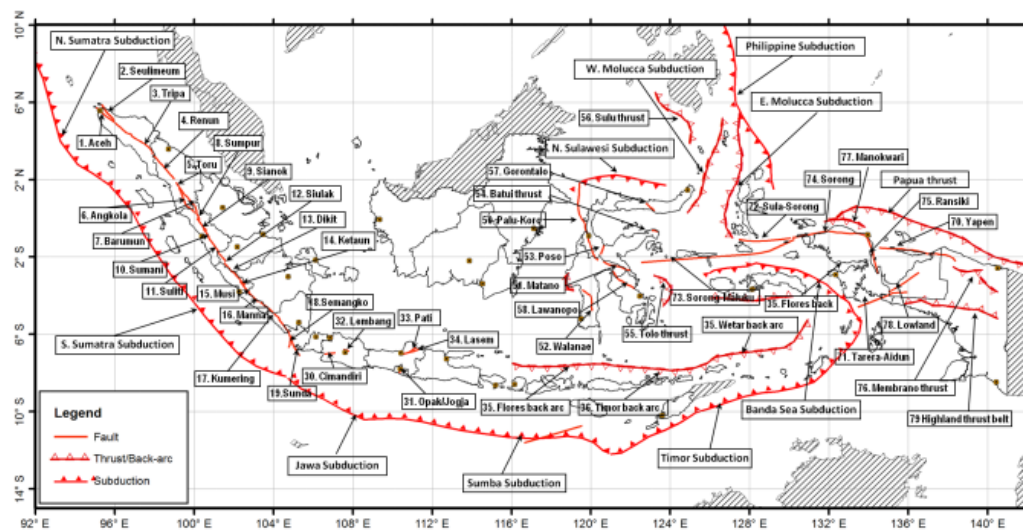 10° N
6° N
2° N
2° S
6° S
10° S
14° S
N. Sumatra Subduction
Philippine Subduction
W. Molucca Subduction
2. Seulimeum
3. Tripa
E. Molucca Subduction
4. Renun
56. Sulu thrust
1. Aceh
8. Sumpur
N. Sulawesi Subduction
77. Manokwari
5. Toru
9. Sianok
57. Gorontalo
74. Sorong
Papua thrust
54. Batui thrust
12. Siulak
75. Ransiki
6. Angkola
13. Dikit
50. Palu-Koro
72. Sula-Sorong
70. Yapen
7. Barumun
14. Ketaun
53. Poso
10. Sumani
11. Suliti
15. Musi
51. Matano
73. Sorong-Maluku
35. Flores back
16. Manna
18. Semangko
58. Lawanopo
78. Lowland
32. Lembang
33. Pati
34. Lasem
55. Tolo thrust
35. Wetar back arc
S. Sumatra Subduction
52. Walanae
71. Tarera-Aidun
17. Kumering
30. Cimandiri
76. Membrano thrust
19. Sunda
31. Opak/Jogja
35. Flores back arc
36. Timor back arc
Banda Sea Subduction
79 Highland thrust belt
Legend
Fault
Thrust/Back-arc
Subduction
Jawa Subduction
Sumba Subduction
Timor Subduction
92° E 96° E 100° E 104° E 108° E 112° E 116° E 120° E 124° E 128° E 132° E 136° E 140° E